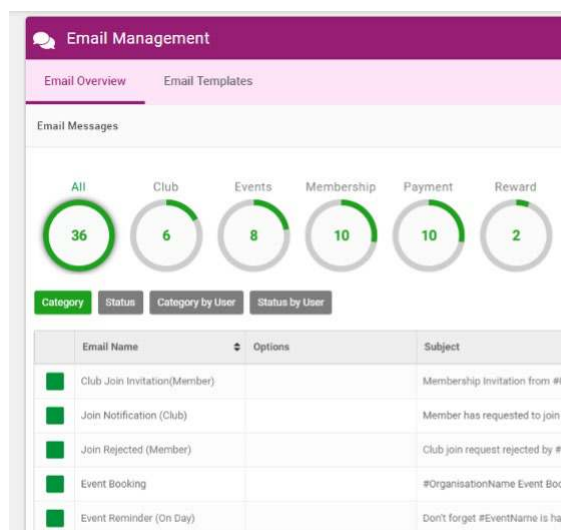 Email Management
Email Overview Email Templates
Email Messages
All Club Events Membership Payment Reward
36 6 8 10 10 2
Category Status Category by User Status by User
Email Name Options Subject
Club Join Invitation(Member) Membership Invitation from
Join Notification (Club) Member has requested to join
Join Rejected (Member) Club join request rejected by #
Event Booking #OrganisationName Event
Event Reminder (On Day) Don't forget #EventName is